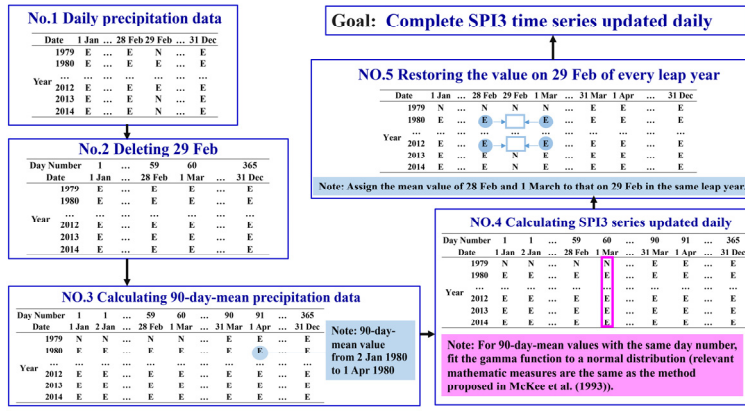 No.1 Daily precipitation data
Date 1 Jan ... 28 Feb 29 Feb ... 31 Dec
1979 E ... E N ... E
1980 E ... E E ... E
Year ... ... ... ... ... ... ...
2012 E ... E E ... E
2013 E ... E N ... E
2014 E ... E N ... E
No.2 Deleting 29 Feb
Day Number 1 ... 59 60 ... 365
Date 1 Jan ... 28 Feb 1 Mar ... 31 Dec
1979 E ... E E ... E
1980 E ... E E ... E
Year ... ... ... ... ... ... ...
2012 E ... E E ... E
2013 E ... E E ... E
2014 E ... E E ... E
NO.3 Calculating 90-day-mean precipitation data
Day Number 1 1 ... 59 60 ... 90 91 ... 365
Date 1 Jan 2 Jan ... 28 Feb 1 Mar ... 31 Mar 1 Apr ... 31 Dec
1979 N N ... N N ... E E ... E
1980 E E ... E E ... E E ... E
Year ... ... ... ... ... ... ... ... ... ...
2012 E E ... E E ... E E ... E
2013 E E ... E E ... E E ... E
2014 E E ... E E ... E E ... E
Note: 90-day-
mean value
from 2 Jan 1980
to 1 Apr 1980
NO.4 Calculating SPI3 series updated daily
Day Number 1 1 ... 59 60 ... 90 91 ... 365
Date 1 Jan 2 Jan ... 28 Feb 1 Mar ... 31 Mar 1 Apr ... 31 Dec
1979 N N ... N N ... E E ... E
1980 E E ... E E ... E E ... E
Year ... ... ... ... ... ... ... ... ... ...
2012 E E ... E E ... E E ... E
2013 E E ... E E ... E E ... E
2014 E E ... E E ... E E ... E
Note: For 90-day-mean values with the same day number,
fit the gamma function to a normal distribution (relevant
mathematic measures are the same as the method
proposed in McKee et al. (1993)).
NO.5 Restoring the value on 29 Feb of every leap year
Date 1 Jan ... 28 Feb 29 Feb 1 Mar ... 31 Mar 1 Apr ... 31 Dec
1979 N ... N N N ... E E ... E
1980 E ... E E ... E E ... E
Year ... ... ... ... ... ... ... ... ...
2012 E ... E E ... E E ... E
2013 E ... E N E ... E E ... E
2014 E ... E N E ... E E ... E
Note: Assign the mean value of 28 Feb and 1 March to that on 29 Feb in the same leap year.
Goal: Complete SPI3 time series updated daily